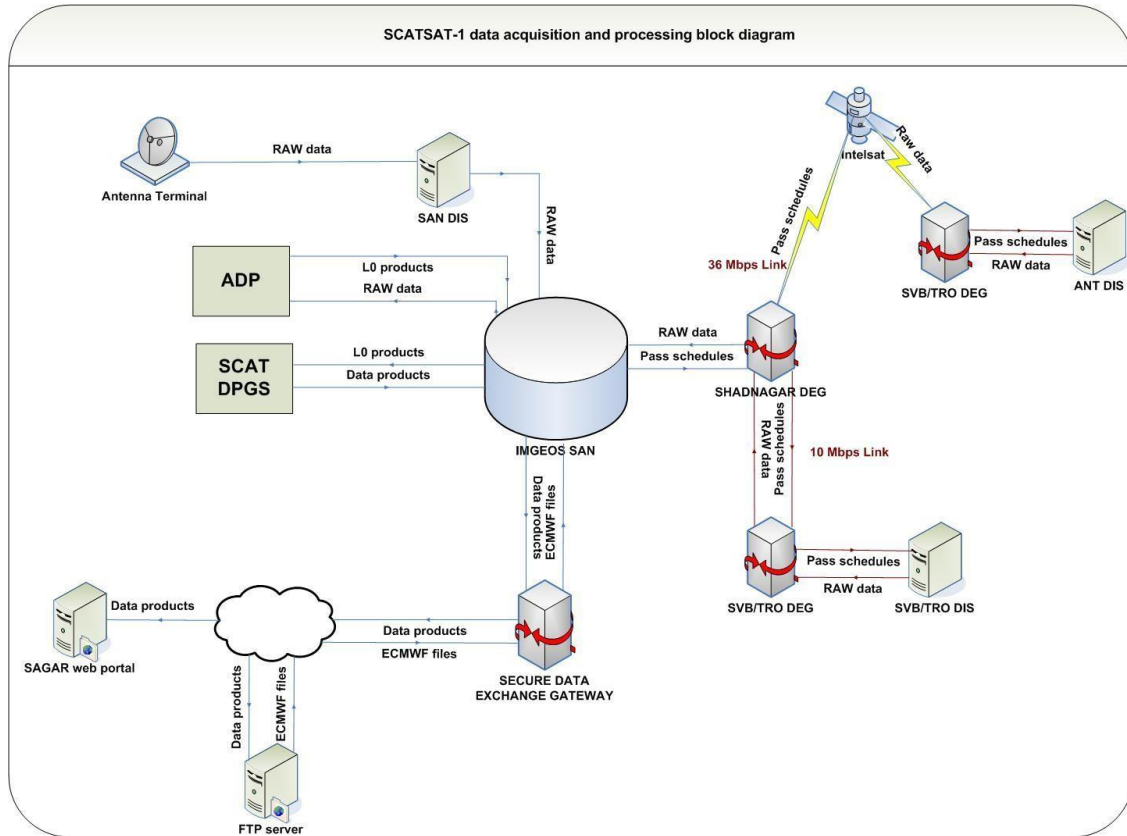 SCATSAT-1 data acquisition and processing block diagram
Antenna Terminal
RAW data
SAN DIS
RAW data
ADP
L0 products
RAW data
SCAT
DPGS
L0 products
Data products
IMGEOS SAN
RAW data
Pass schedules
SHADNAGAR DEG
36 Mbps Link
Pass schedules
intelsat
Raw data
SVB/TRO DEG
Pass schedules
RAW data
ANT DIS
RAW data
Pass schedules
10 Mbps Link
SVB/TRO DEG
Pass schedules
RAW data
SVB/TRO DIS
Data products
ECMWF files
SECURE DATA
EXCHANGE GATEWAY
Data products
ECMWF files
Data products
SAGAR web portal
Data products
ECMWF files
FTP server